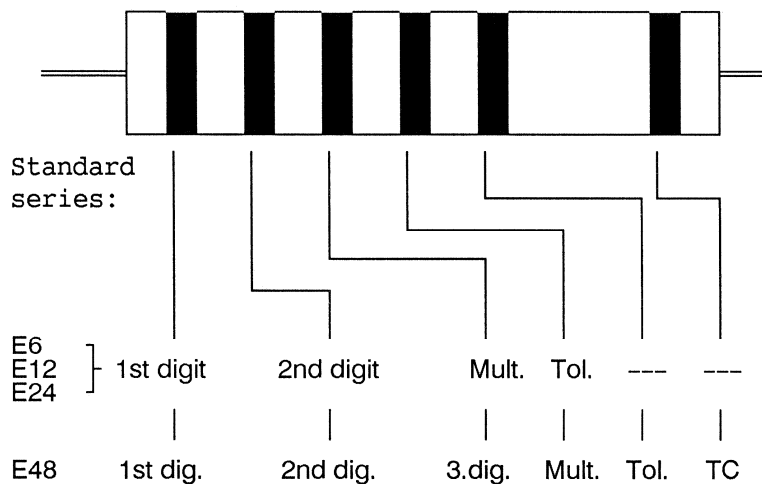 Standard
series:
E6
E12 1st digit 2nd digit Mult. Tol. --- ---
E24
E48 1st dig. 2nd dig. 3.dig. Mult. Tol. TC